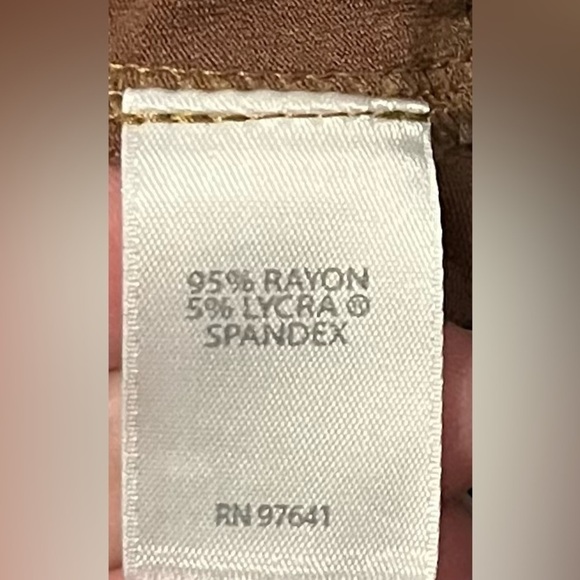 95% RAYON
5% LYCRA ®
SPANDEX
RN 97641